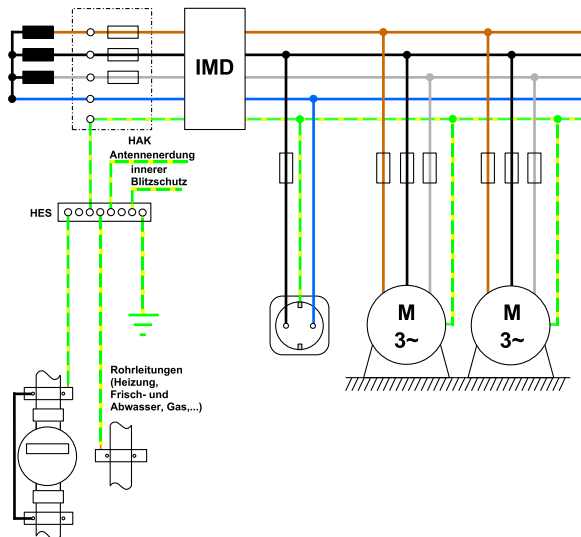 IMD
HAK
Antennenerdung
innerer
Blitzschutz
HES
M
3~
M
3~
Rohrleitungen
(Heizung,
Frisch- und
Abwasser, Gas,...)